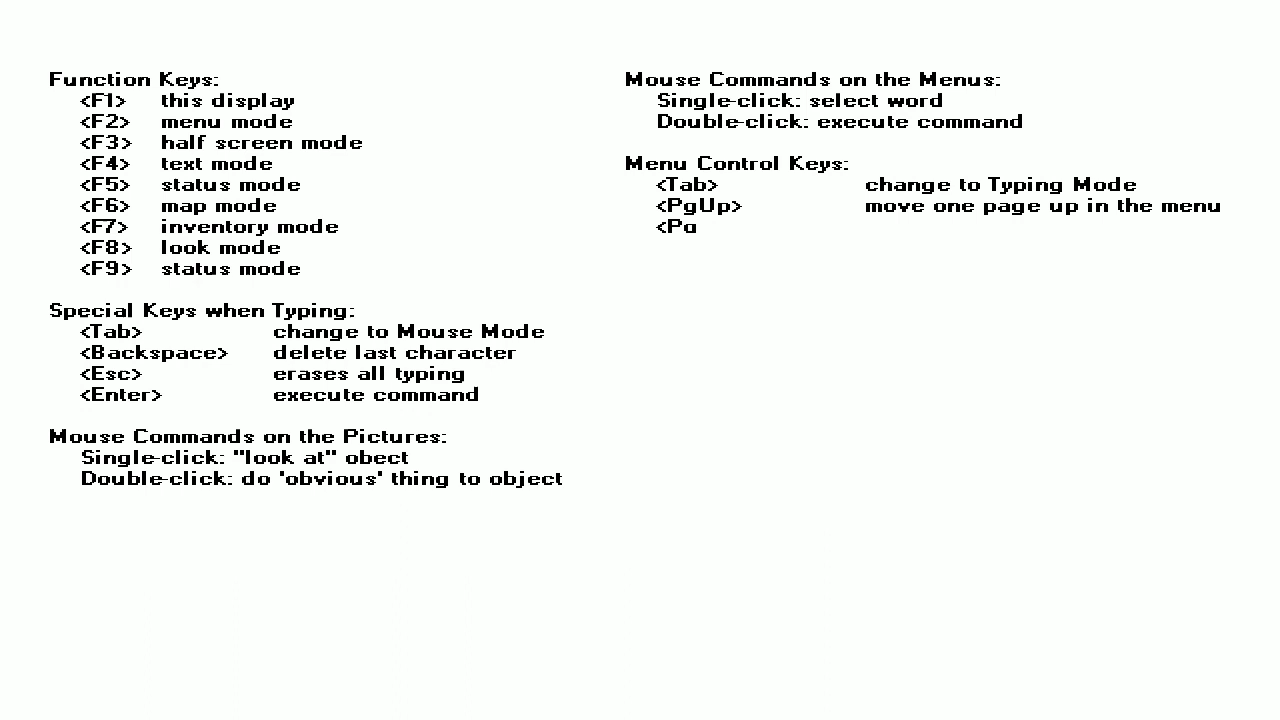 Function Keys:
<F1> this display
<F2> menu mode
<F3> half screen mode
<F4> text mode
<F5> status mode
<F6> map mode
<F7> inventory mode
<F8> look mode
<F9> status mode
Special Keys when Typing:
<Tab> change to Mouse Mode
<Backspace> delete last character
<Esc> erases all typing
<Enter> execute command
Mouse Commands on the Pictures:
Single-click: "look at" obect
Double-click: do 'obvious' thing to object
Mouse Commands on the Menus:
Single-click: select word
Double-click: execute command
Menu Control Keys:
<Tab> change to Typing Mode
<PgUp> move one page up in the menu